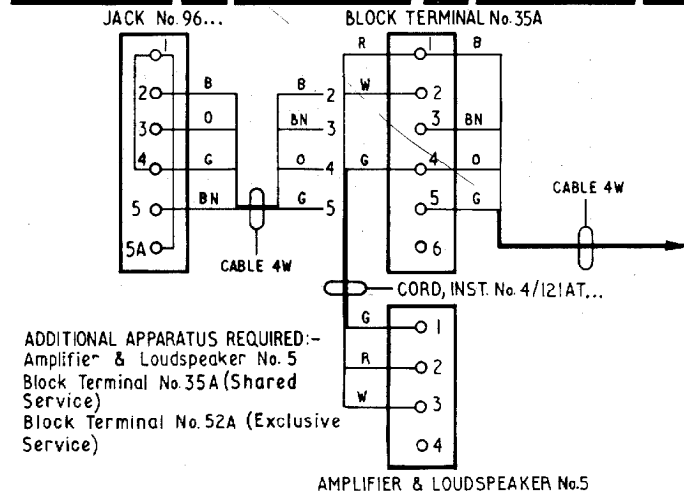 JACK No. 96...
BLOCK TERMINAL No. 35A
1
2
3
4
5
5A
B
O
G
BN
CABLE 4W
B
BN
O
G
2
3
4
5
R
W
G
1
2
3
4
5
6
B
BN
O
G
CABLE 4W
CORD, INST. No. 4/121AT...
G
R
W
1
2
3
4
AMPLIFIER & LOUDSPEAKER No.5
ADDITIONAL APPARATUS REQUIRED:-
Amplifier & Loudspeaker No. 5
Block Terminal No. 35A (Shared
Service)
Block Terminal No. 52A (Exclusive
Service)